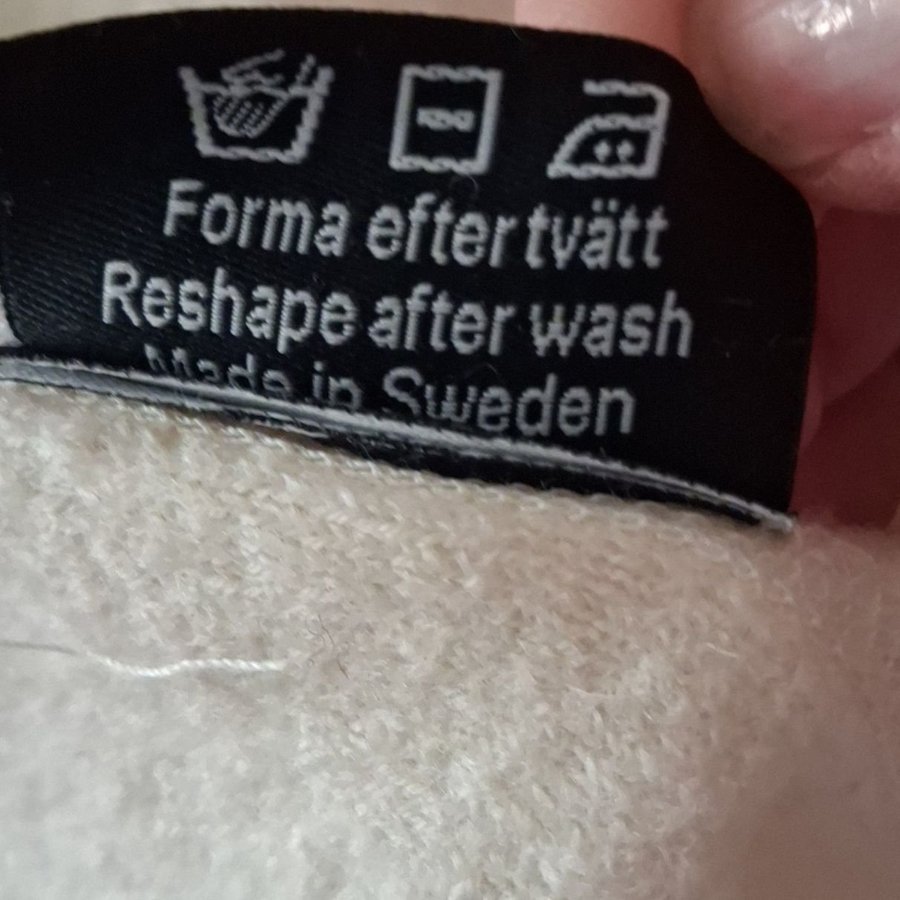 Forma efter tvätt
Reshape after wash
Made in Sweden